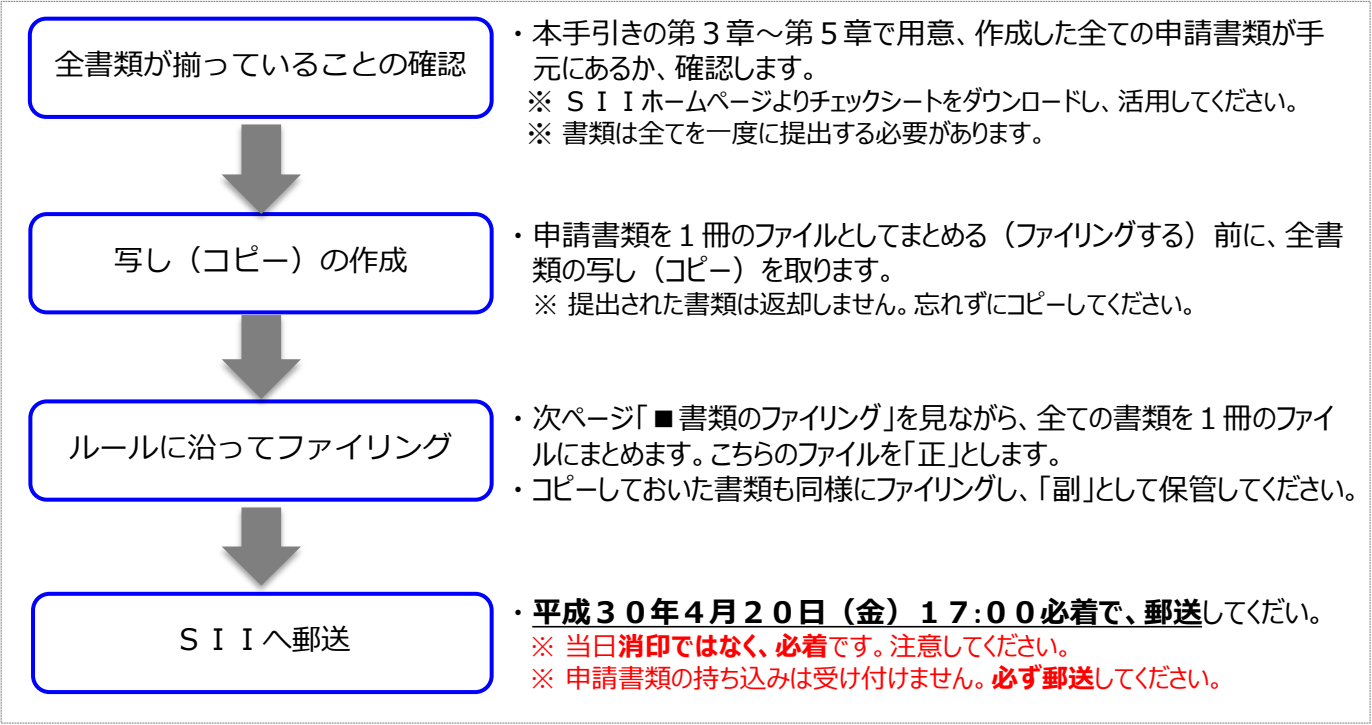 全書類が揃っていることの確認
・本手引きの第3章～第5章で用意、作成した全ての申請書類が手
元にあるか、確認します。
※ ＳＩＩホームページよりチェックシートをダウンロードし、活用してください。
※ 書類は全てを一度に提出する必要があります。
写し（コピー）の作成
・申請書類を１冊のファイルとしてまとめる（ファイリングする）前に、全書
類の写し（コピー）を取ります。
※ 提出された書類は返却しません。忘れずにコピーしてください。
ルールに沿ってファイリング
・次ページ「■書類のファイリング」を見ながら、全ての書類を１冊のファイ
ルにまとめます。こちらのファイルを「正」とします。
・コピーしておいた書類も同様にファイリングし、「副」として保管してください。
ＳＩＩへ郵送
・平成３０年４月２０日（金）１７:００必着で、郵送してくだい。
※ 当日消印ではなく、必着です。注意してください。
※ 申請書類の持ち込みは受け付けません。必ず郵送してください。